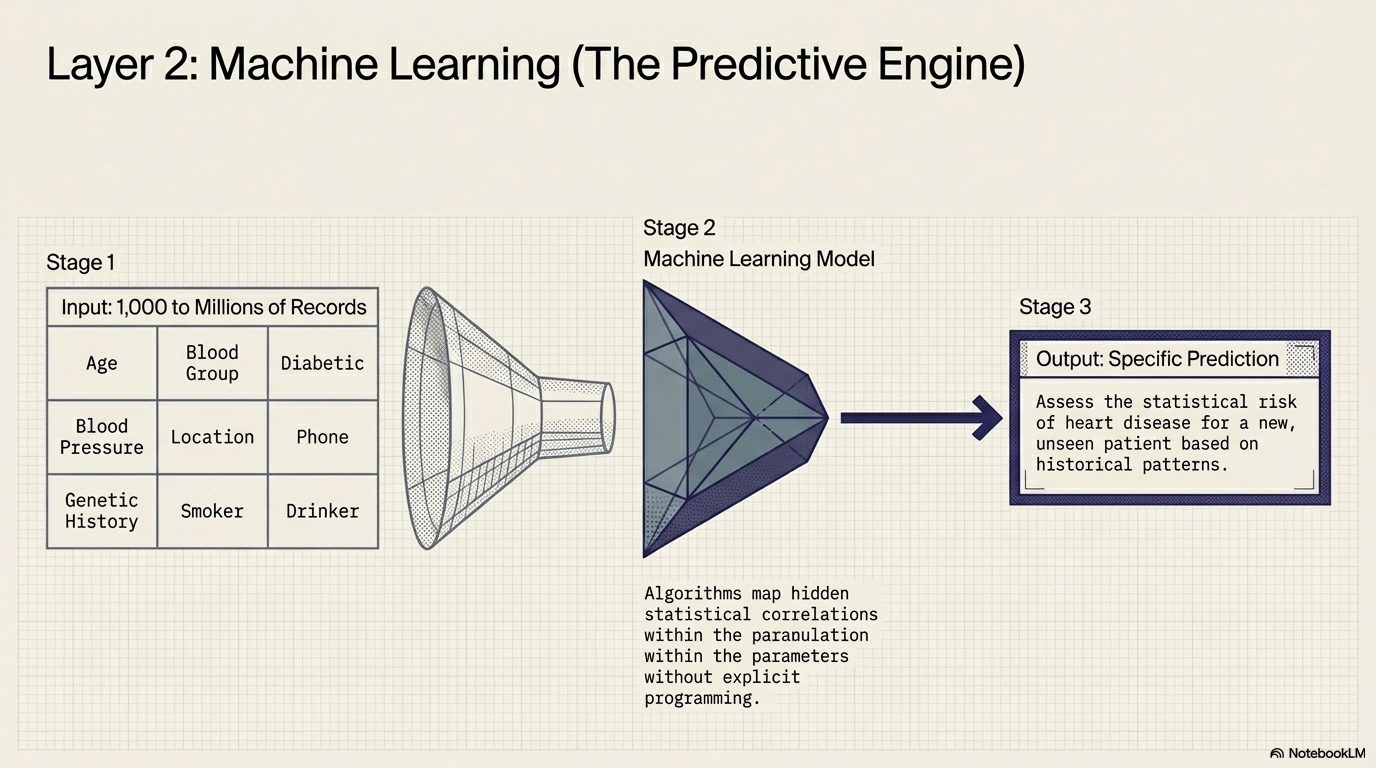 Layer 2: Machine Learning (The Predictive Engine)
Stage 1
Input: 1,000 to Millions of Records
Age
Blood
Group
Diabetic
Blood
Pressure
Location
Phone
Genetic
History
Smoker
Drinker
Stage 2
Machine Learning Model
Algorithms map hidden
statistical correlations
within the paraɑulation
within the parameters
without explicit
programming.
Stage 3
Output: Specific Prediction
Assess the statistical risk
of heart disease for a new,
unseen patient based on
historical patterns.
NotebookLM